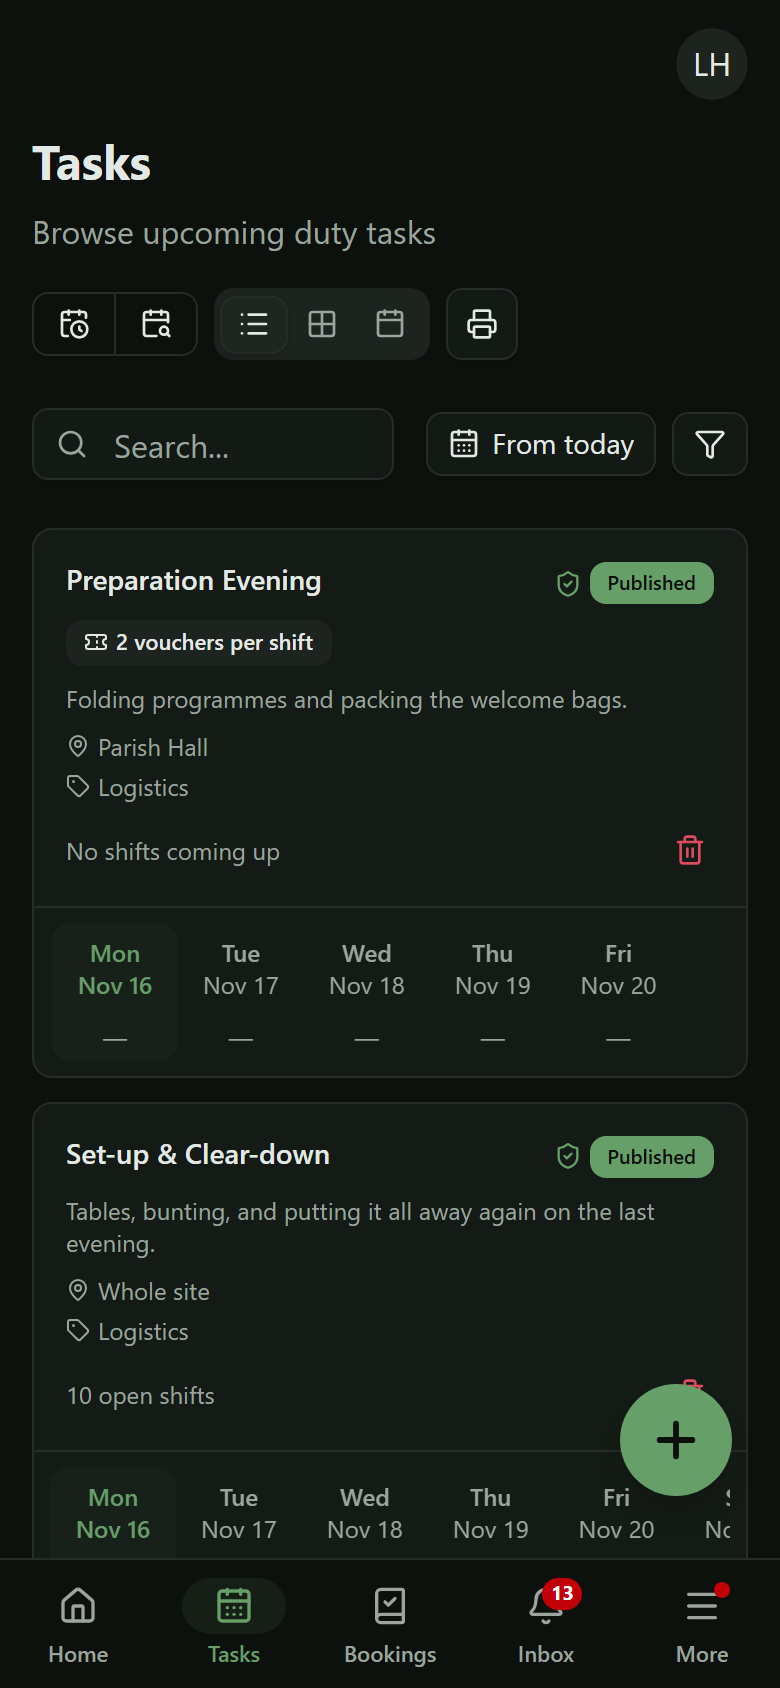 LH
Tasks
Browse upcoming duty tasks
Search...
From today
Preparation Evening
Published
2 vouchers per shift
Folding programmes and packing the welcome bags.
Parish Hall
Logistics
No shifts coming up
Mon Tue Wed Thu Fri
Nov 16 Nov 17 Nov 18 Nov 19 Nov 20
— — — — —
Set-up & Clear-down
Published
Tables, bunting, and putting it all away again on the last
evening.
Whole site
Logistics
10 open shifts
Mon Tue Wed Thu Fri
Nov 16 Nov 17 Nov 18 Nov 19 Nov 20
13
Home Tasks Bookings Inbox More